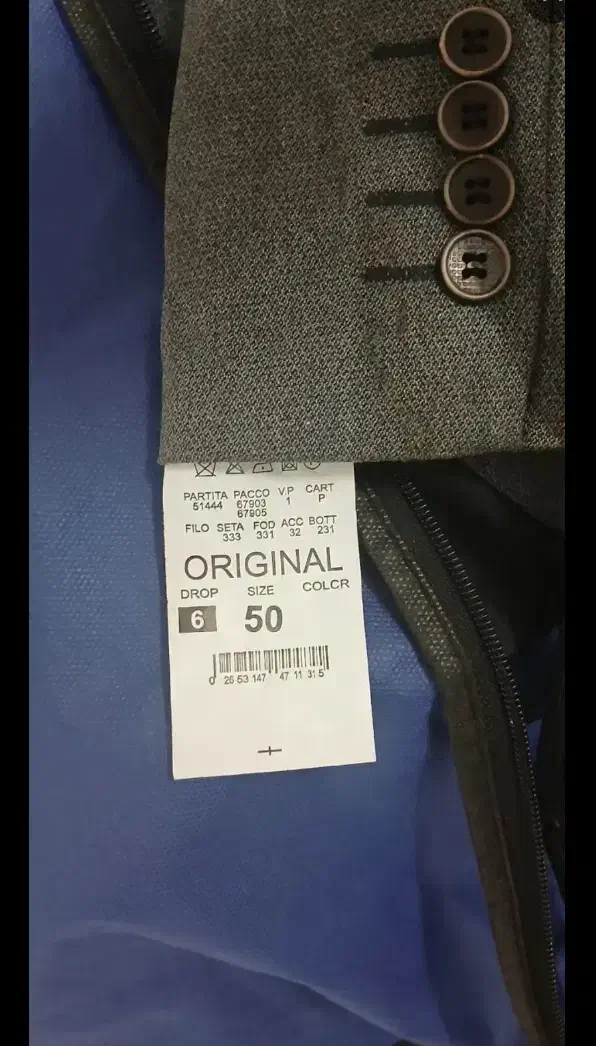 PARTITA PACCO V.P CART
51444 67903 1 P
67905
FILO SETA FOD ACC BOTT
333 331 32 231
ORIGINAL
DROP SIZE COLCR
6 50
0 26 53 147 47 11 31 5